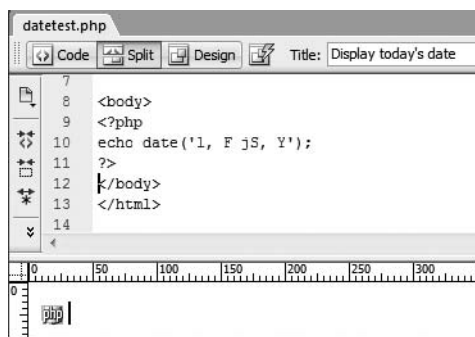 datetest.php
Code Split Design Title: Display today's date
7
8 <body>
9 <?php
10 echo date('l, F jS, Y');
11 ?>
12 </body>
13 </html>
14
0 50 100 150 200 250 300
0
php